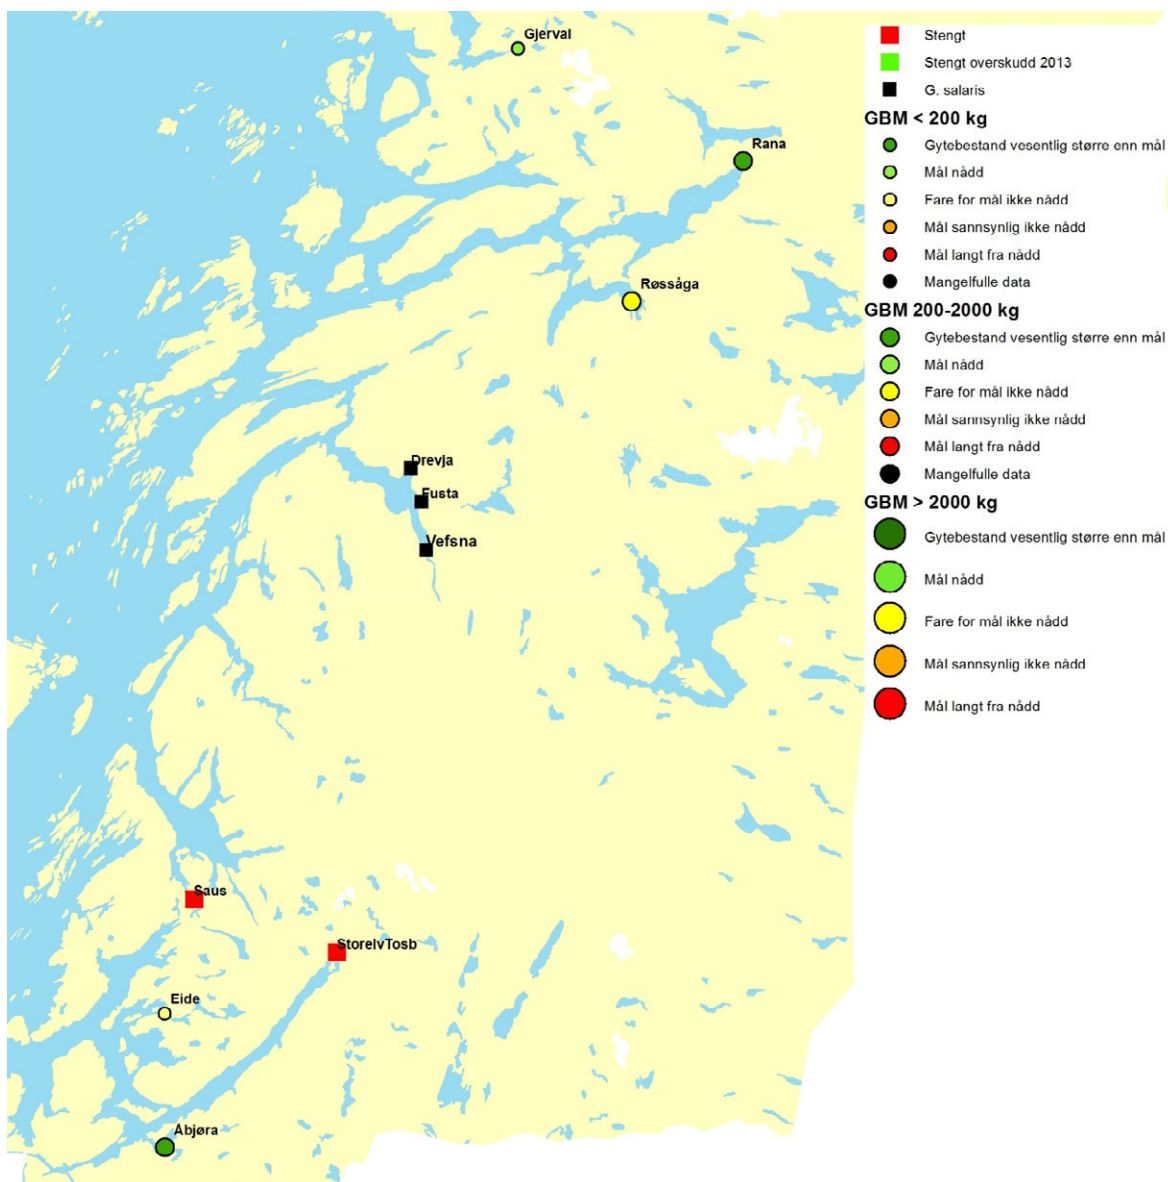 Gjerval
Rana
Røssåga
Drevja
Fusta
Vefsna
Saus
StorelvTosb
Eide
Åbjøra
Stengt
Stengt overskudd 2013
G. salaris
GBM < 200 kg
Gytebestand vesentlig større enn mål
Mål nådd
Fare for mål ikke nådd
Mål sannsynlig ikke nådd
Mål langt fra nådd
Mangelfulle data
GBM 200-2000 kg
Gytebestand vesentlig større enn mål
Mål nådd
Fare for mål ikke nådd
Mål sannsynlig ikke nådd
Mål langt fra nådd
Mangelfulle data
GBM > 2000 kg
Gytebestand vesentlig større enn mål
Mål nådd
Fare for mål ikke nådd
Mål sannsynlig ikke nådd
Mål langt fra nådd